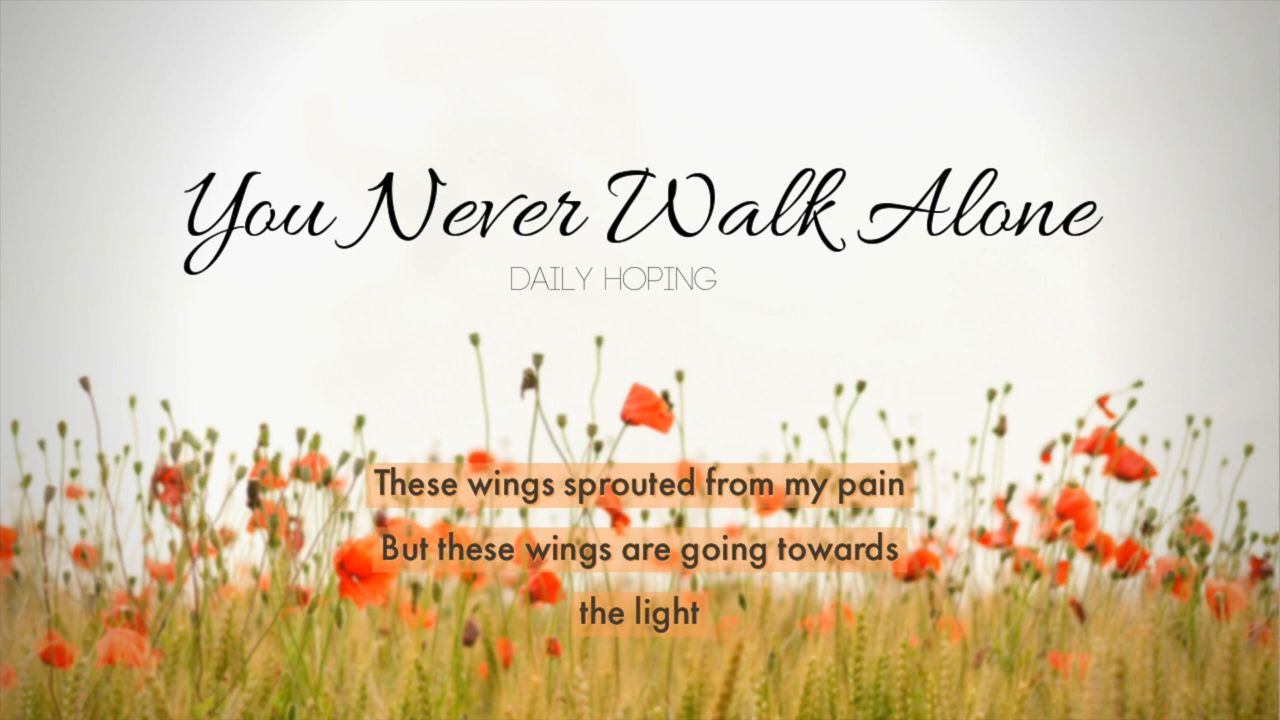 You Never Walk Alone
DAILY HOPING
These wings sprouted from my pain
But these wings are going towards
the light